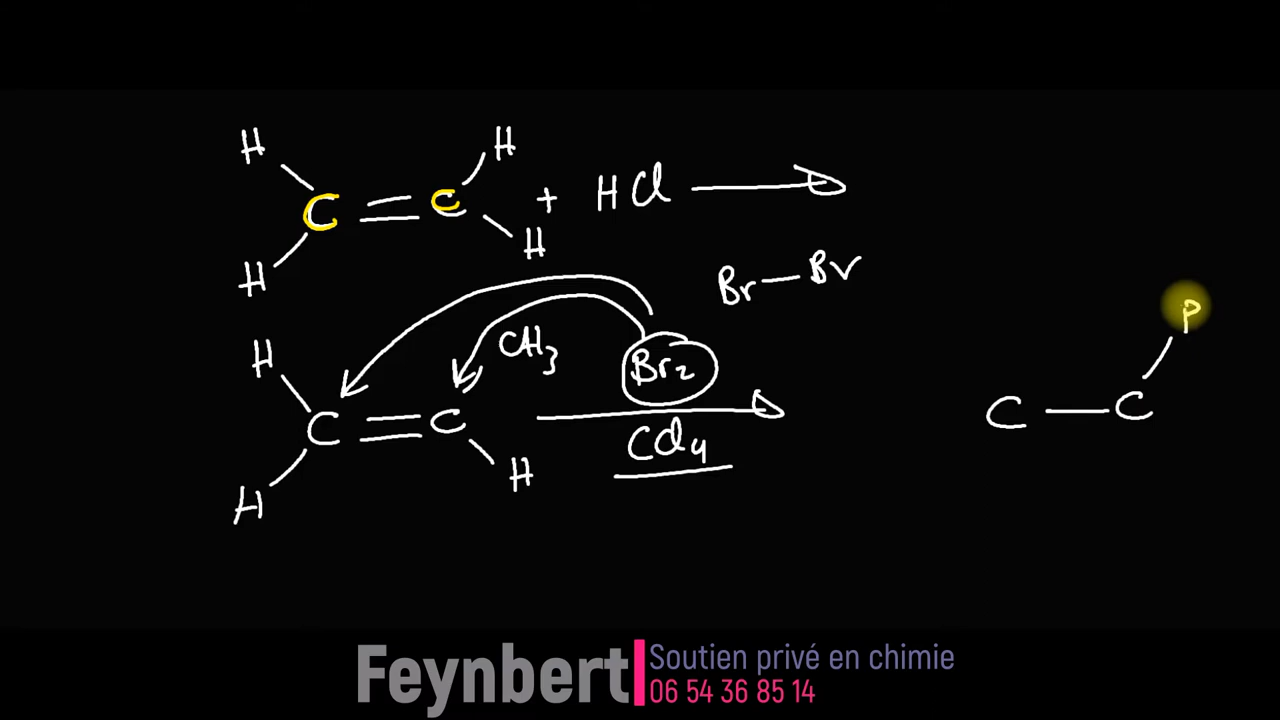 H H
C = C + HCl
H H
Br — Br
H CH3 Br2
C = C C — C
CCl4
H H
Feynbert
Soutien privé en chimie
06 54 36 85 14